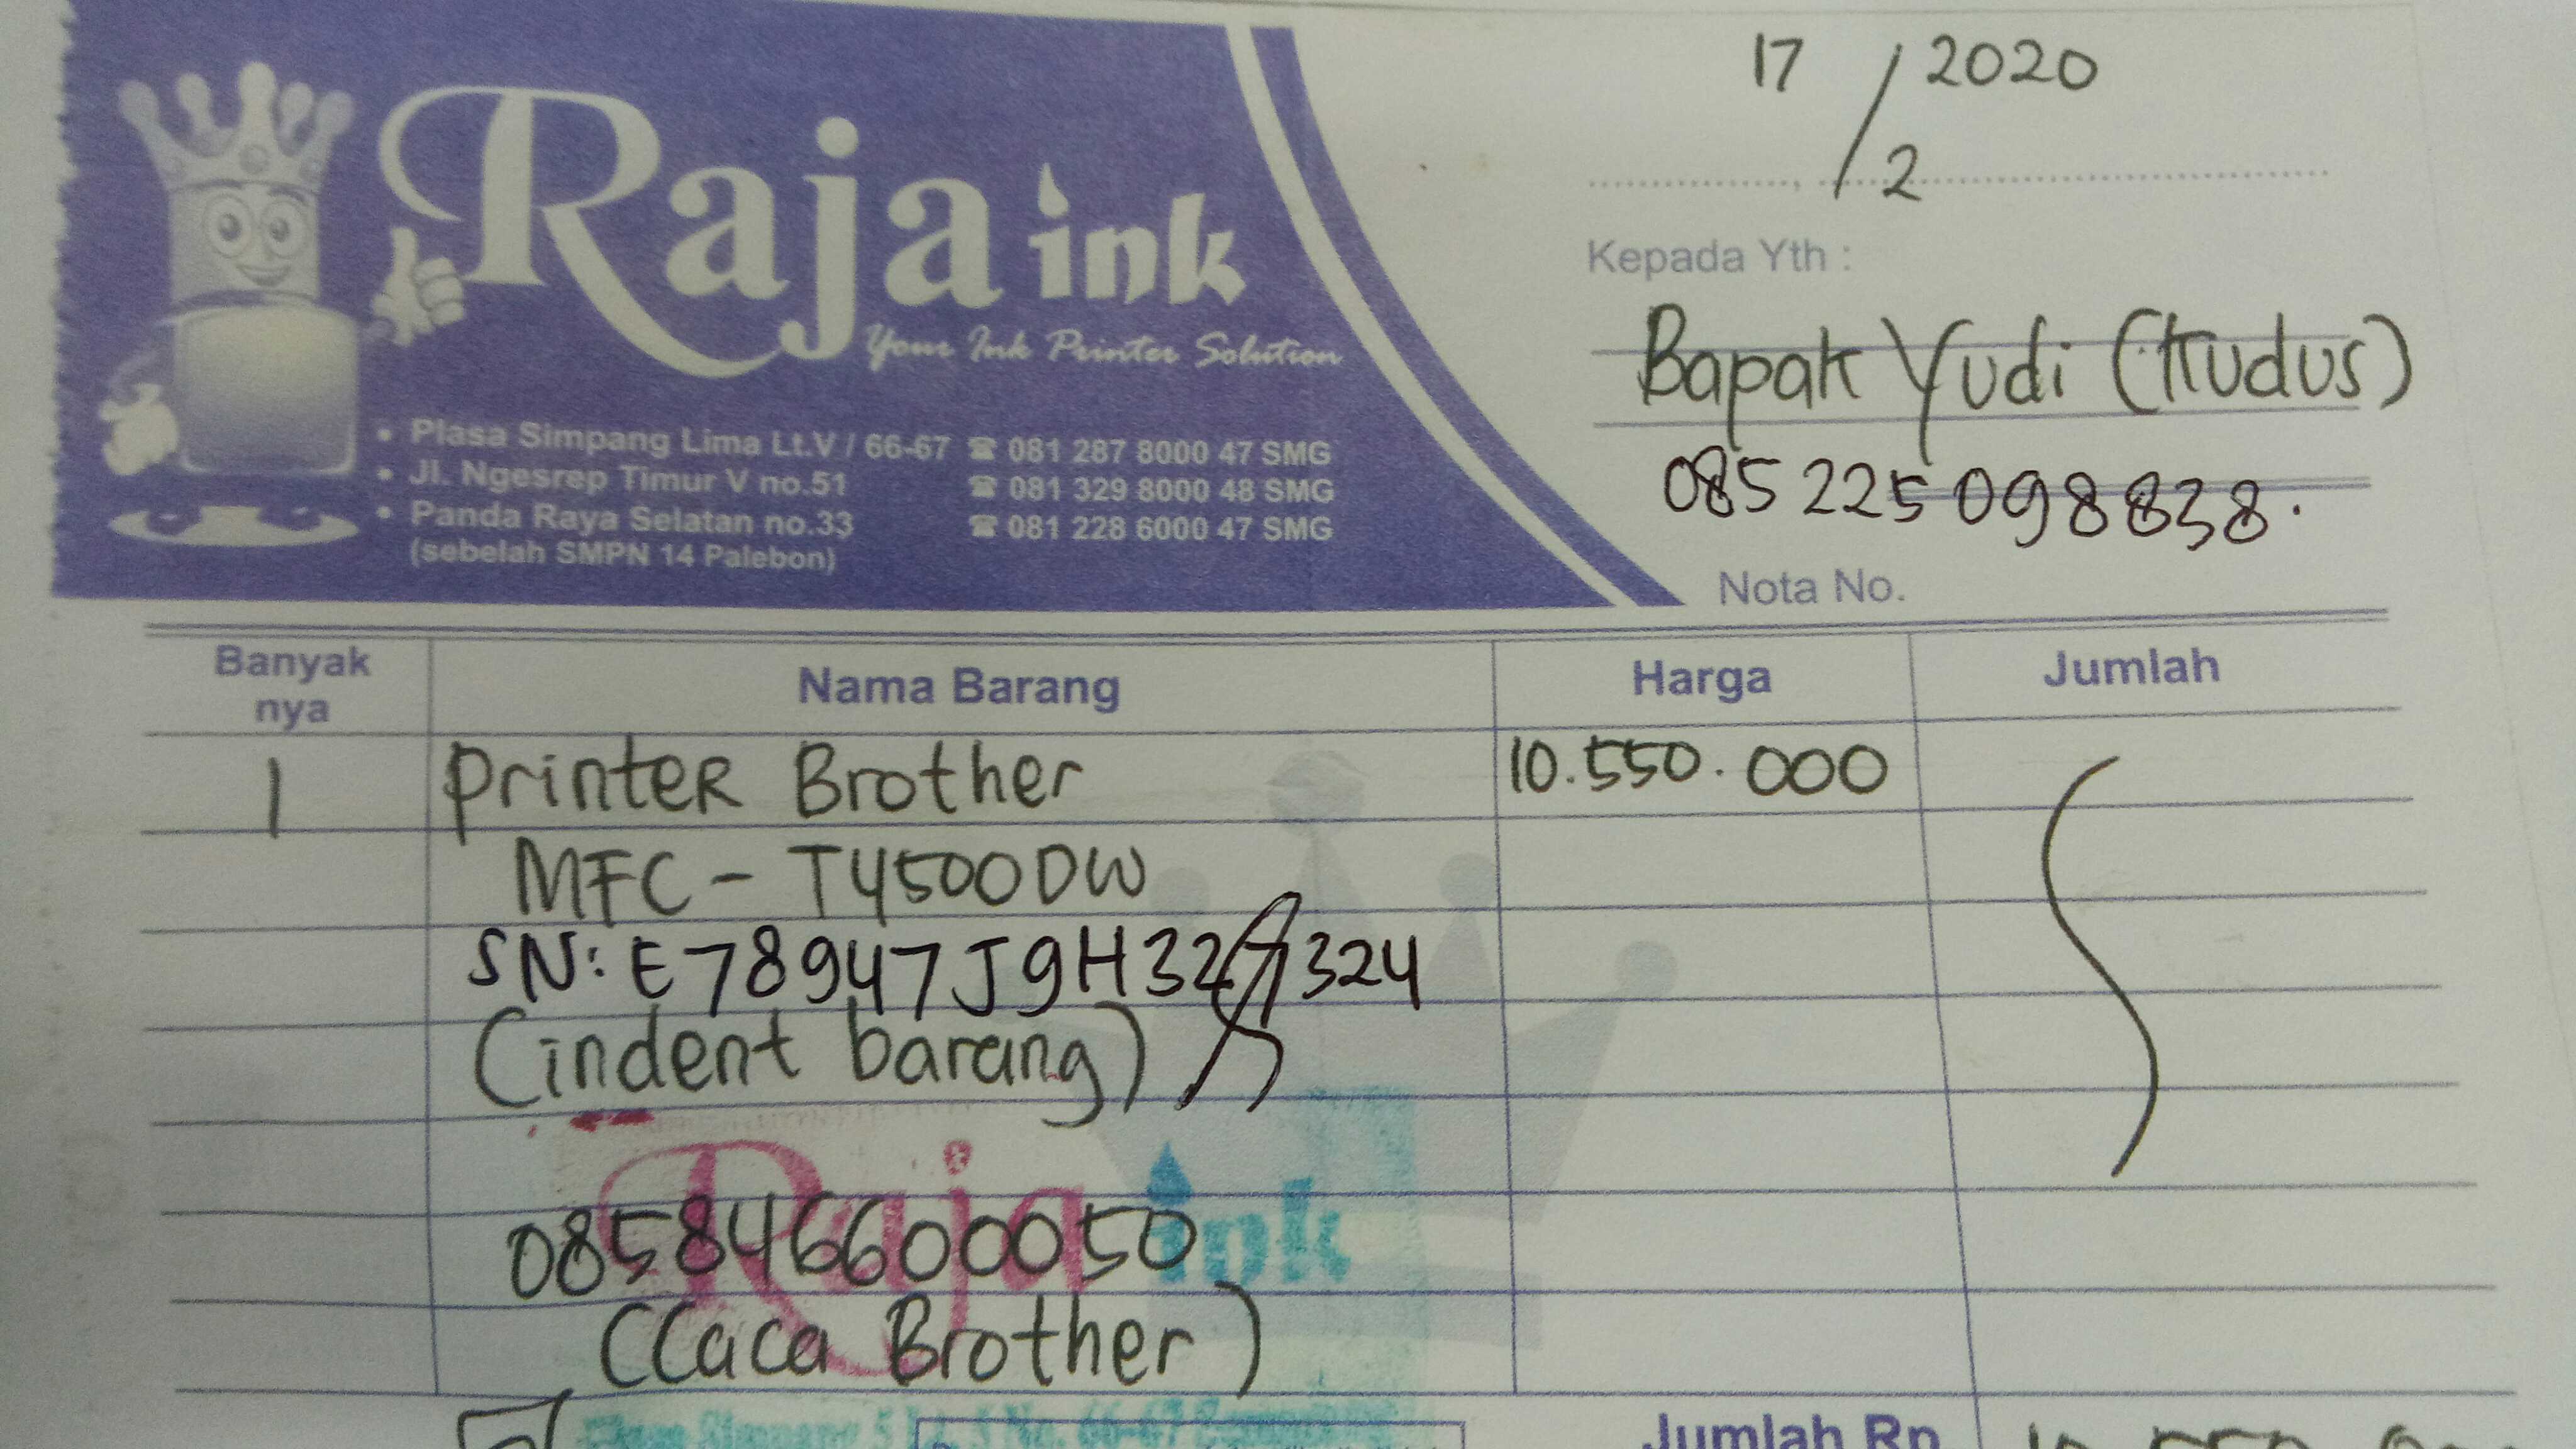 Raja ink
Your Ink Printer Solution
• Plasa Simpang Lima Lt.V / 66-67 ☎ 081 287 8000 47 SMG
• Jl. Ngesrep Timur V no.51 ☎ 081 329 8000 48 SMG
• Panda Raya Selatan no.33 ☎ 081 228 6000 47 SMG
(sebelah SMPN 14 Palebon)
17/2 2020
Kepada Yth :
Bapak Yudi (Kudus)
085225098838.
Nota No.
Banyak nya Nama Barang Harga Jumlah
1 Printer Brother 10.550.000
MFC - T4500DW
SN: E78947J9H327324
(indent barang)
Raja ink
085846600050
(Caca Brother)
Jumlah Rp